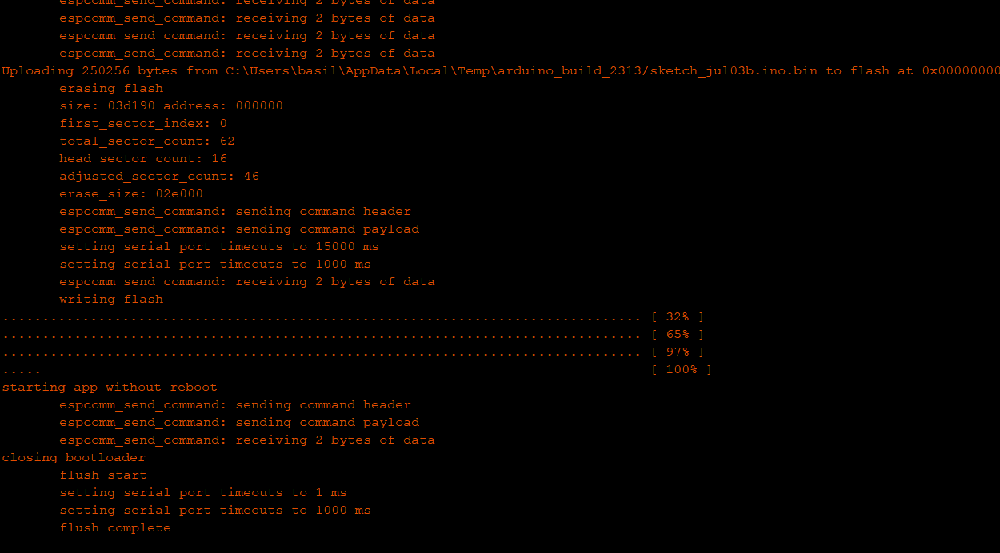 espcomm_send_command: receiving 2 bytes of data
espcomm_send_command: receiving 2 bytes of data
espcomm_send_command: receiving 2 bytes of data
espcomm_send_command: receiving 2 bytes of data
Uploading 250256 bytes from C:\Users\basil\AppData\Local\Temp\arduino_build_2313/sketch_jul03b.ino.bin to flash at 0x00000000
erasing flash
size: 03d190 address: 000000
first_sector_index: 0
total_sector_count: 62
head_sector_count: 16
adjusted_sector_count: 46
erase_size: 02e000
espcomm_send_command: sending command header
espcomm_send_command: sending command payload
setting serial port timeouts to 15000 ms
setting serial port timeouts to 1000 ms
espcomm_send_command: receiving 2 bytes of data
writing flash
................................................................................ [ 32% ]
................................................................................ [ 65% ]
................................................................................ [ 97% ]
..... [ 100% ]
starting app without reboot
espcomm_send_command: sending command header
espcomm_send_command: sending command payload
espcomm_send_command: receiving 2 bytes of data
closing bootloader
flush start
setting serial port timeouts to 1 ms
setting serial port timeouts to 1000 ms
flush complete